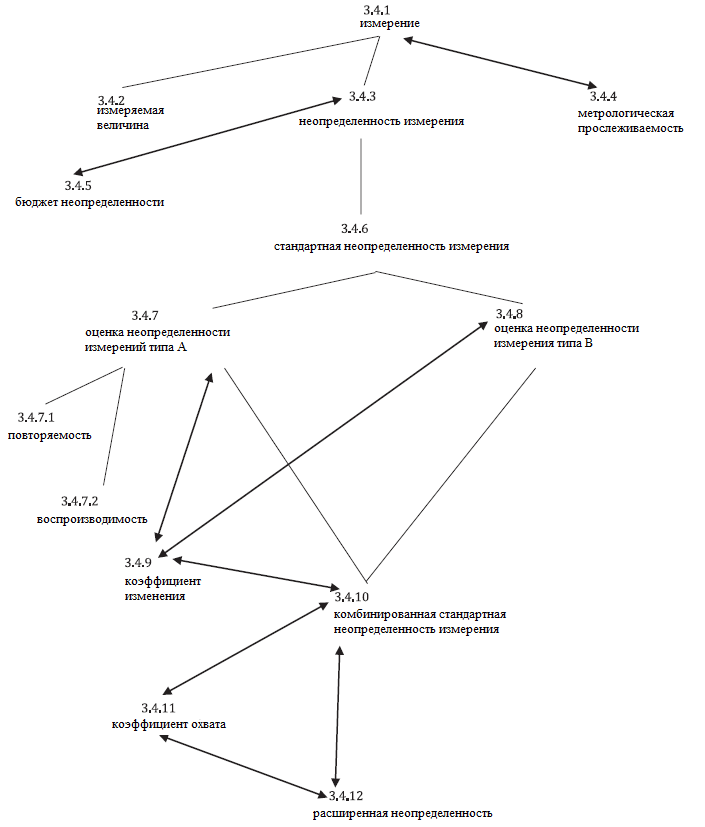 3.4.1
измерение
3.4.2
измеряемая
величина
3.4.3
неопределенность измерения
3.4.4
метрологическая
прослеживаемость
3.4.5
бюджет неопределенности
3.4.6
стандартная неопределенность измерения
3.4.7
оценка неопределенности
измерений типа А
3.4.8
оценка неопределенности
измерения типа В
3.4.7.1
повторяемость
3.4.7.2
воспроизводимость
3.4.9
коэффициент
изменения
3.4.10
комбинированная стандартная
неопределенность измерения
3.4.11
коэффициент охвата
3.4.12
расширенная неопределенность